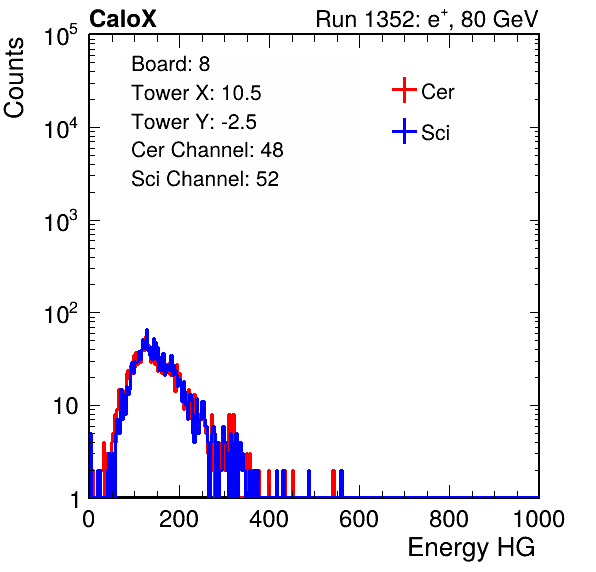 CaloX Run 1352: e+, 80 GeV
Counts
10^5
10^4
10^3
10^2
10
1
Board: 8
Tower X: 10.5
Tower Y: -2.5
Cer Channel: 48
Sci Channel: 52
Cer
Sci
0 200 400 600 800 1000
Energy HG